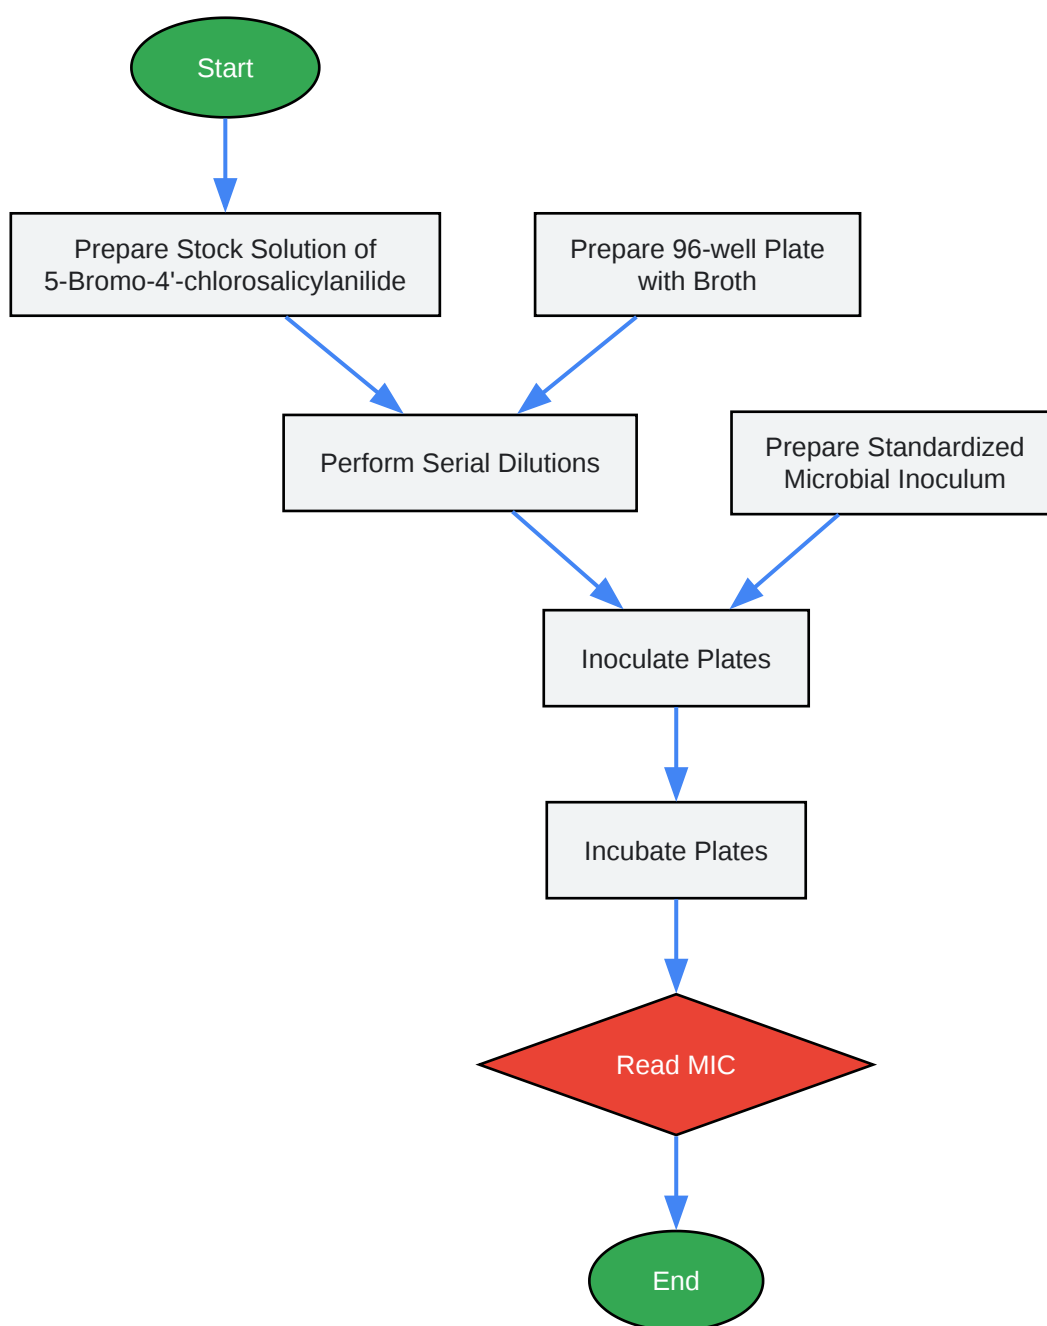 Start
Prepare Stock Solution of
5-Bromo-4'-chlorosalicylanilide
Prepare 96-well Plate
with Broth
Perform Serial Dilutions
Prepare Standardized
Microbial Inoculum
Inoculate Plates
Incubate Plates
Read MIC
End